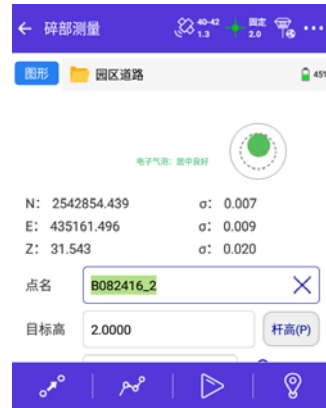 碎部测量 40-42 1.3 固定 2.0
图形 园区道路 45%
电子气泡：居中良好
N: 2542854.439 σ: 0.007
E: 435161.496 σ: 0.009
Z: 31.543 σ: 0.020
点名 B082416_2
目标高 2.0000 杆高(P)